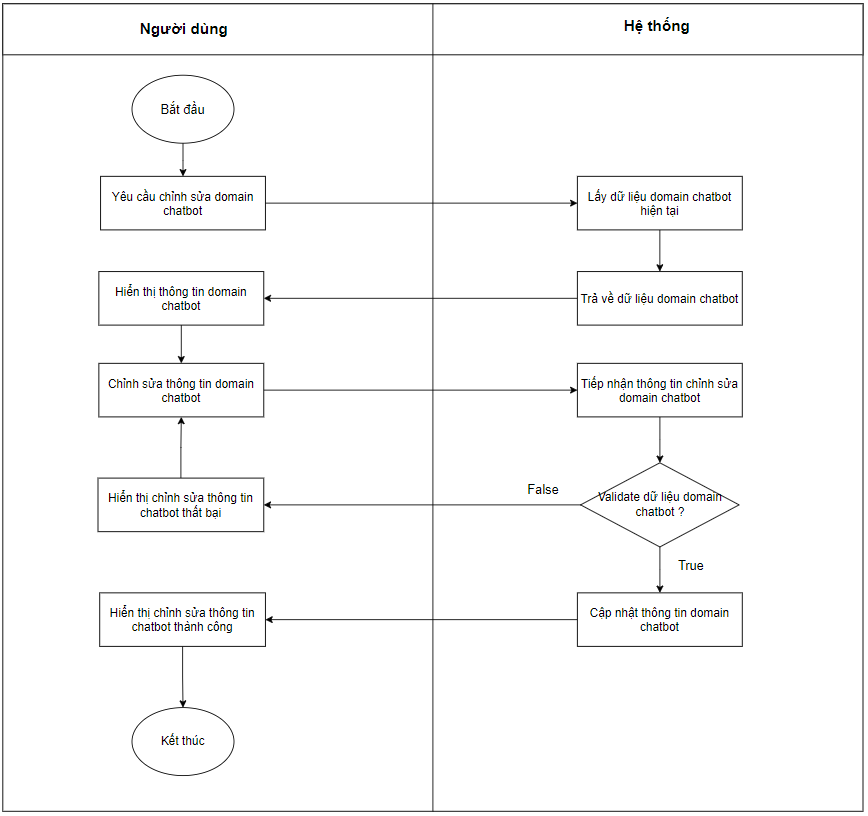 Người dùng
Hệ thống
Bắt đầu
Yêu cầu chỉnh sửa domain
chatbot
Lấy dữ liệu domain chatbot
hiện tại
Hiển thị thông tin domain
chatbot
Trả về dữ liệu domain chatbot
Chỉnh sửa thông tin domain
chatbot
Tiếp nhận thông tin chỉnh sửa
domain chatbot
Hiển thị chỉnh sửa thông tin
chatbot thất bại
False
Validate dữ liệu domain
chatbot ?
True
Hiển thị chỉnh sửa thông tin
chatbot thành công
Cập nhật thông tin domain
chatbot
Kết thúc